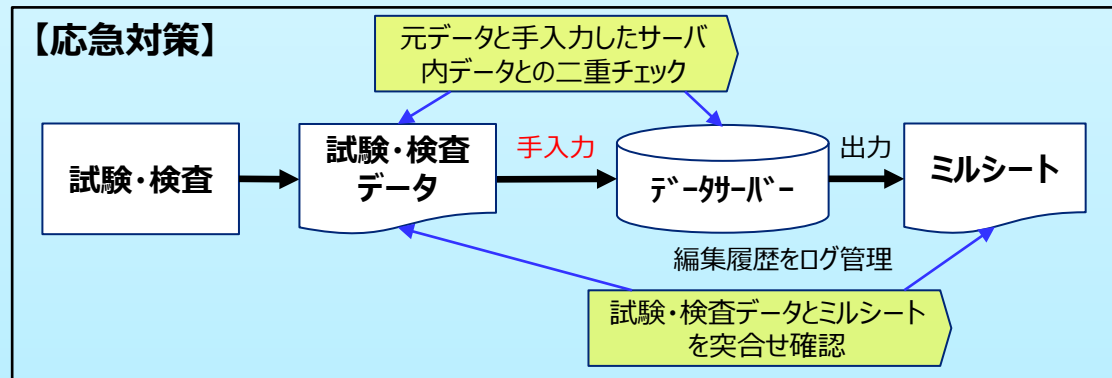 【応急対策】
元データと手入力したサーバ
内データとの二重チェック
試験・検査
試験・検査
データ
手入力
ﾃﾞｰﾀｻｰﾊﾞｰ
出力
ミルシート
編集履歴をﾛｸﾞ管理
試験・検査データとミルシート
を突合せ確認